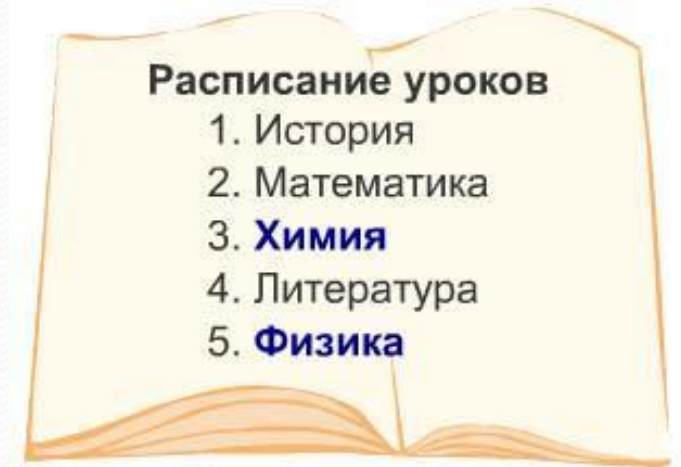 Расписание уроков
1. История
2. Математика
3. Химия
4. Литература
5. Физика